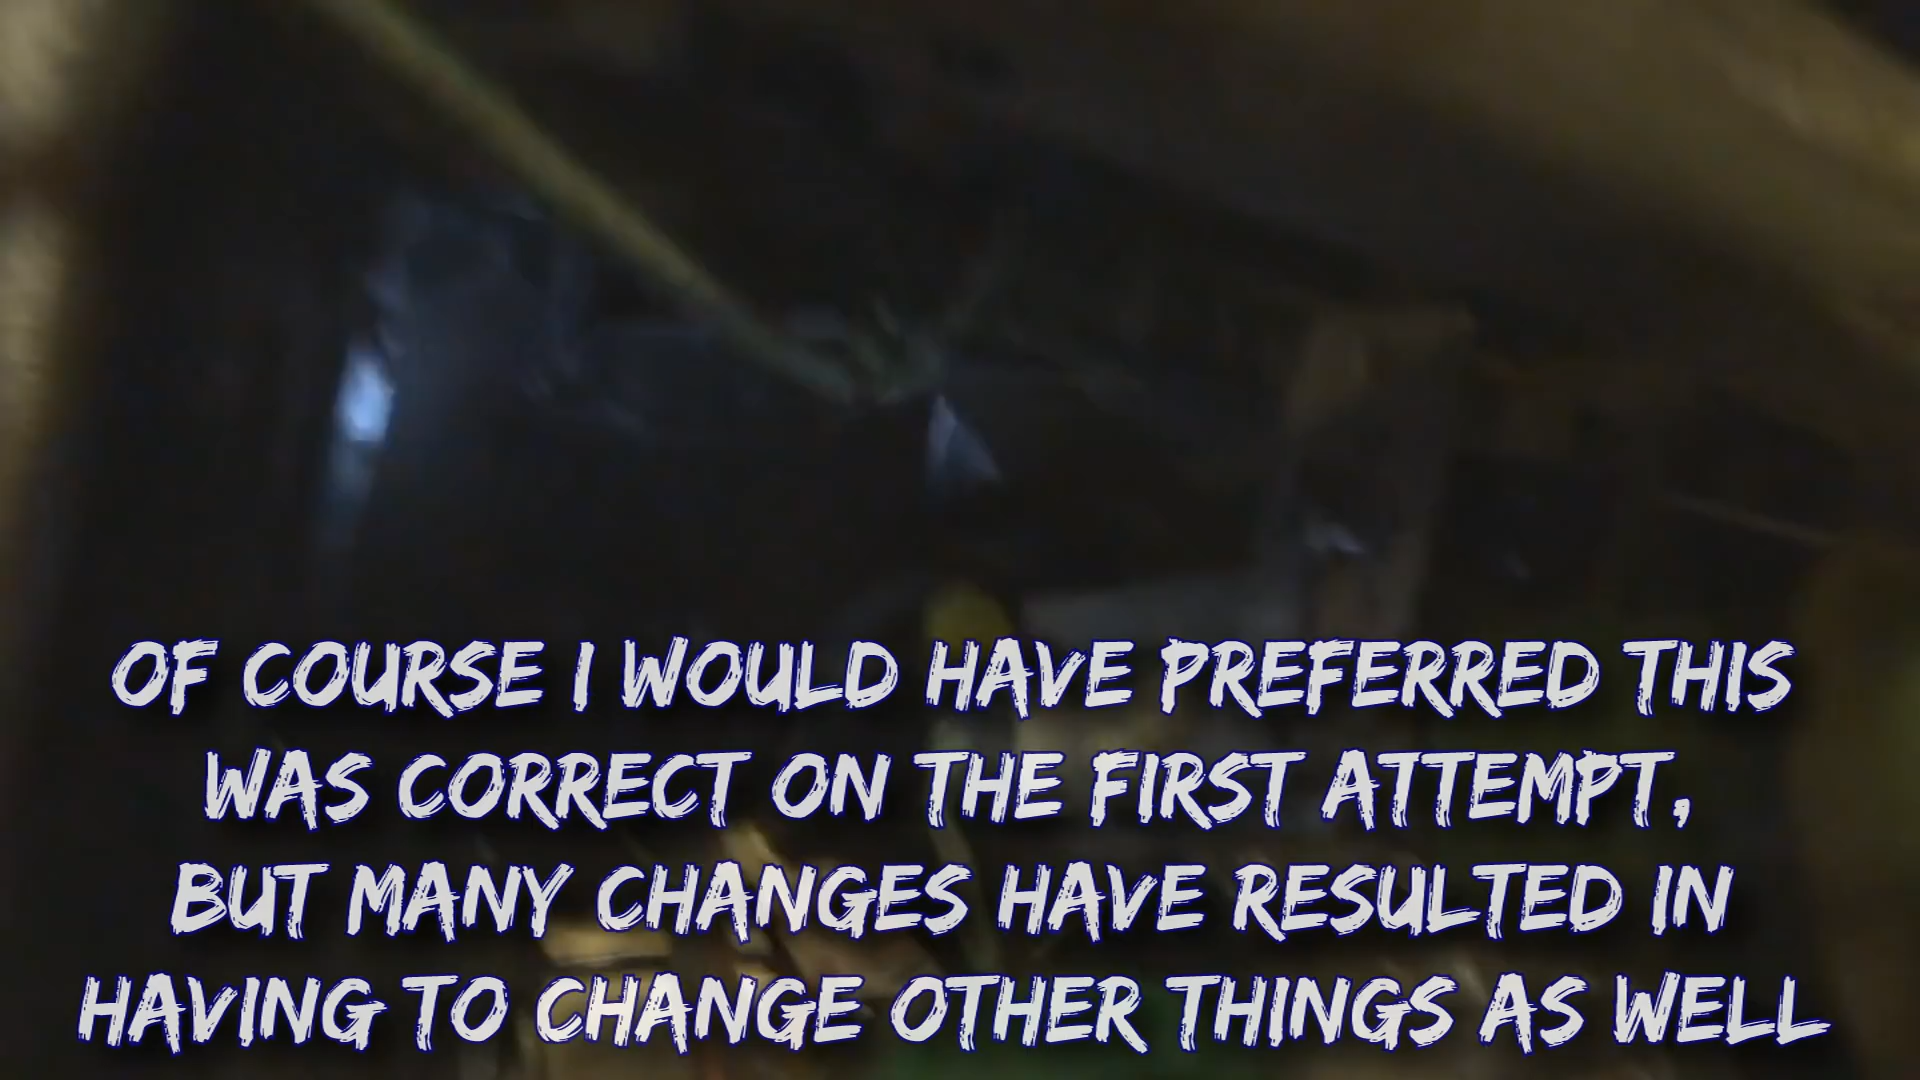 OF COURSE I WOULD HAVE PREFERRED THIS
WAS CORRECT ON THE FIRST ATTEMPT,
BUT MANY CHANGES HAVE RESULTED IN
HAVING TO CHANGE OTHER THINGS AS WELL